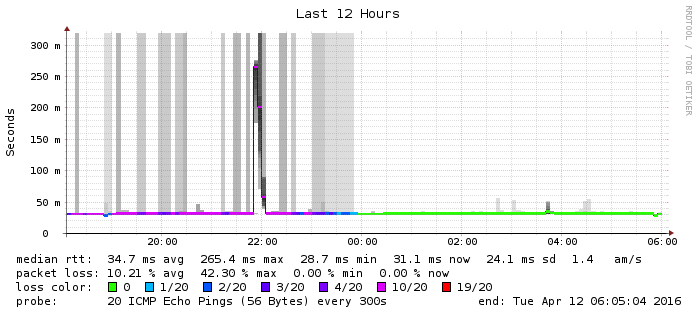 Last 12 Hours
RRDTOOL / TOBI OETIKER
Seconds
300 m
250 m
200 m
150 m
100 m
50 m
0
20:00 22:00 00:00 02:00 04:00 06:00
median rtt: 34.7 ms avg 265.4 ms max 28.7 ms min 31.1 ms now 24.1 ms sd 1.4 am/s
packet loss: 10.21 % avg 42.30 % max 0.00 % min 0.00 % now
loss color: 0 1/20 2/20 3/20 4/20 10/20 19/20
probe: 20 ICMP Echo Pings (56 Bytes) every 300s end: Tue Apr 12 06:05:04 2016